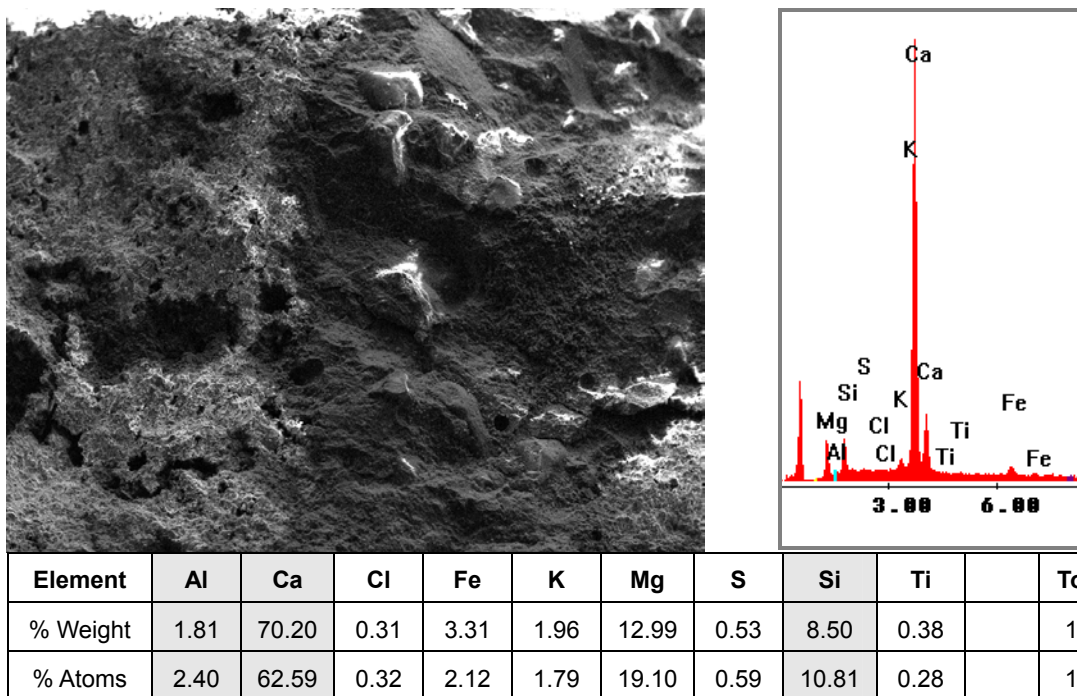 Ca
K
S
Si
Ca
K
Fe
Mg
Cl
Ti
Al
Cl
Ti
Fe
3.00 6.00
Element Al Ca Cl Fe K Mg S Si Ti To
% Weight 1.81 70.20 0.31 3.31 1.96 12.99 0.53 8.50 0.38 1
% Atoms 2.40 62.59 0.32 2.12 1.79 19.10 0.59 10.81 0.28 1